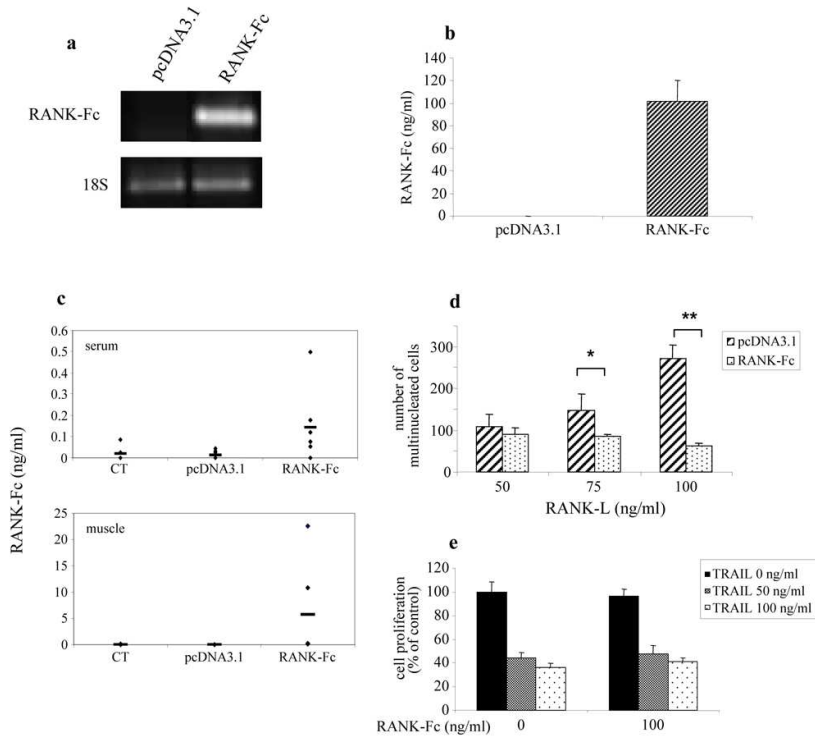 a
pcDNA3.1
RANK-Fc
RANK-Fc
18S
b
RANK-Fc (ng/ml)
140
120
100
80
60
40
20
0
pcDNA3.1
RANK-Fc
c
RANK-Fc (ng/ml)
serum
0.6
0.5
0.4
0.3
0.2
0.1
0
CT
pcDNA3.1
RANK-Fc
muscle
25
20
15
10
5
0
CT
pcDNA3.1
RANK-Fc
d
number of
multinucleated cells
300
200
100
0
*
**
pcDNA3.1
RANK-Fc
50
75
100
RANK-L (ng/ml)
e
cell proliferation
(% of control)
120
100
80
60
40
20
0
TRAIL 0 ng/ml
TRAIL 50 ng/ml
TRAIL 100 ng/ml
RANK-Fc (ng/ml)
0
100